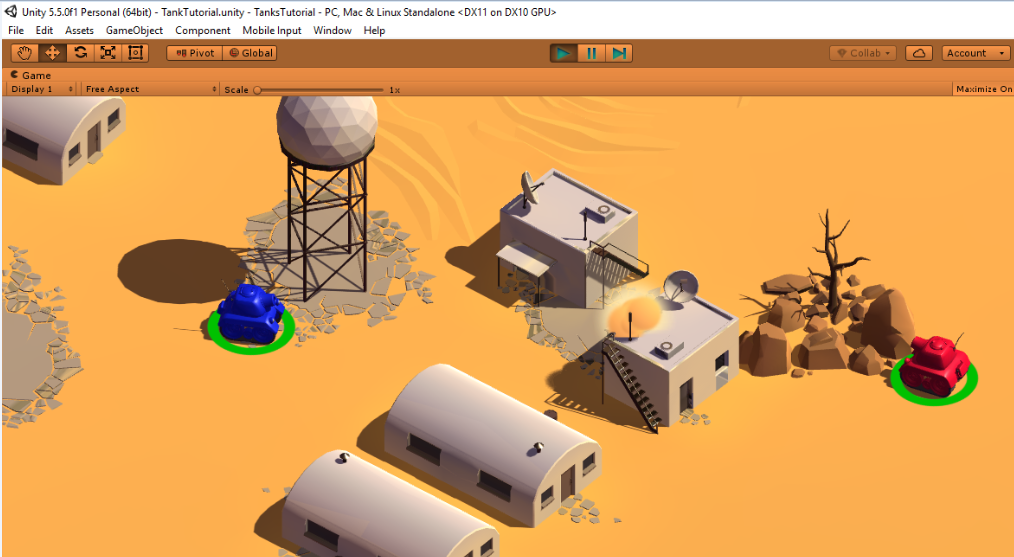 Unity 5.5.0f1 Personal (64bit) - TankTutorial.unity - TanksTutorial - PC, Mac & Linux Standalone <DX11 on DX10 GPU>
File Edit Assets GameObject Component Mobile Input Window Help
Pivot Global Collab Account
Game
Display 1 Free Aspect Scale 1x Maximize On